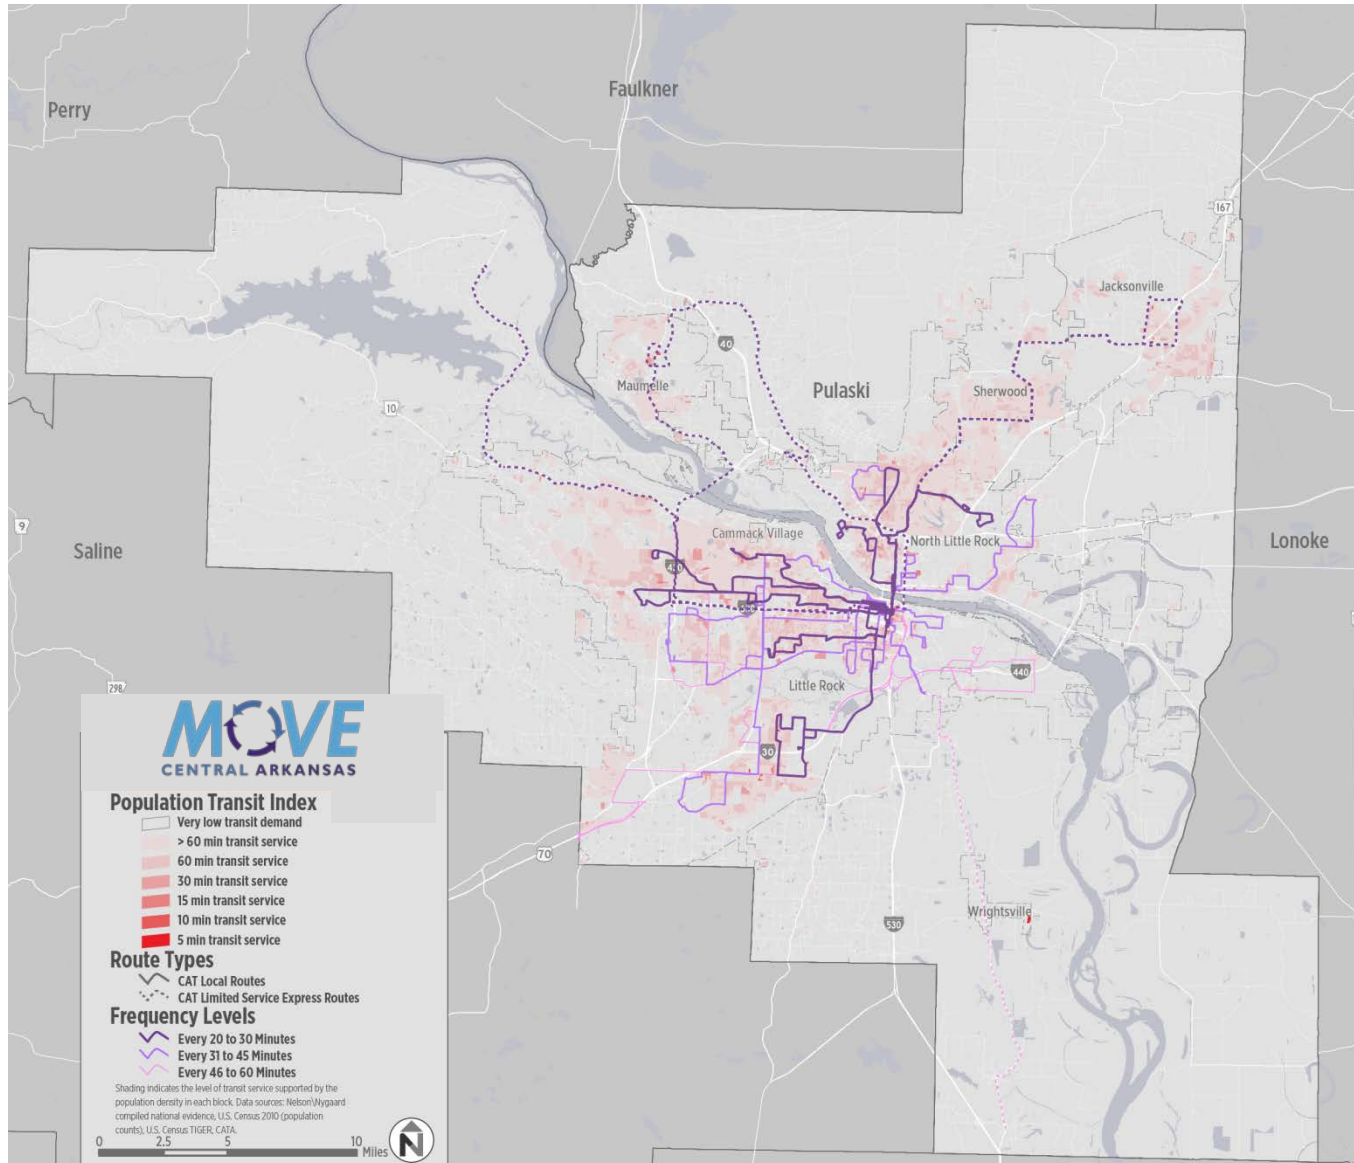 Perry
Faulkner
167
Jacksonville
40
Maumelle
Pulaski
Sherwood
10
9
Saline
Cammack Village
North Little Rock
Lonoke
430
630
Little Rock
440
298
30
70
Wrightsville
530
MOVE
CENTRAL ARKANSAS
Population Transit Index
Very low transit demand
> 60 min transit service
60 min transit service
30 min transit service
15 min transit service
10 min transit service
5 min transit service
Route Types
CAT Local Routes
CAT Limited Service Express Routes
Frequency Levels
Every 20 to 30 Minutes
Every 31 to 45 Minutes
Every 46 to 60 Minutes
Shading indicates the level of transit service supported by the
population density in each block. Data sources: Nelson\Nygaard
compiled national evidence, U.S. Census 2010 (population
counts), U.S. Census TIGER, CATA.
0 2.5 5 10
Miles
N